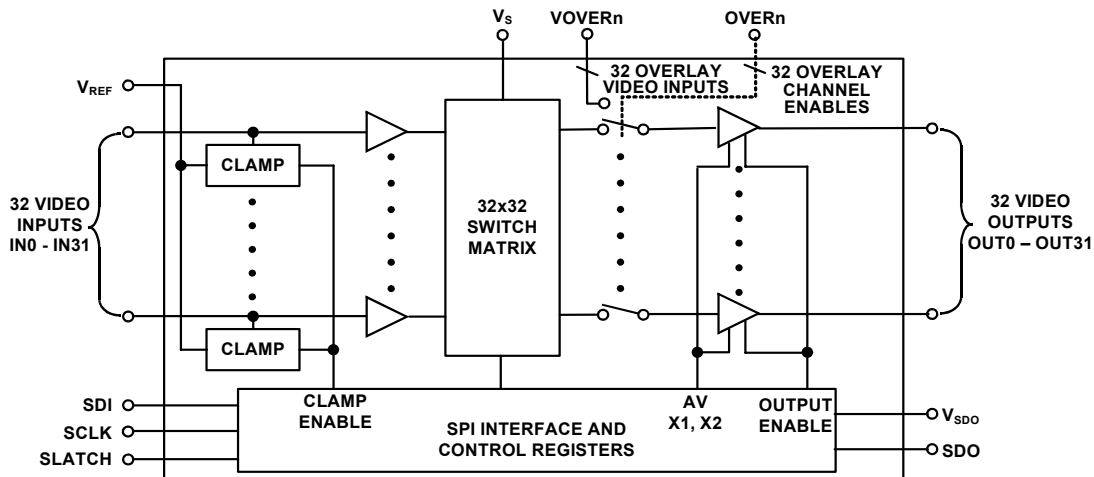 VS
VOVERn
OVERn
32 OVERLAY
VIDEO INPUTS
32 OVERLAY
CHANNEL
ENABLES
VREF
CLAMP
32 VIDEO
INPUTS
IN0 - IN31
32x32
SWITCH
MATRIX
32 VIDEO
OUTPUTS
OUT0 – OUT31
CLAMP
SDI
SCLK
SLATCH
CLAMP
ENABLE
SPI INTERFACE AND
CONTROL REGISTERS
AV
X1, X2
OUTPUT
ENABLE
VSDO
SDO